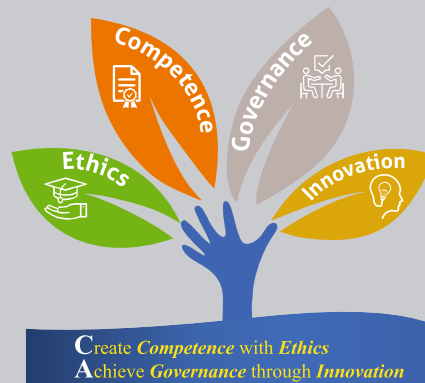 Competence
Governance
Ethics
Innovation
Create Competence with Ethics
Achieve Governance through Innovation